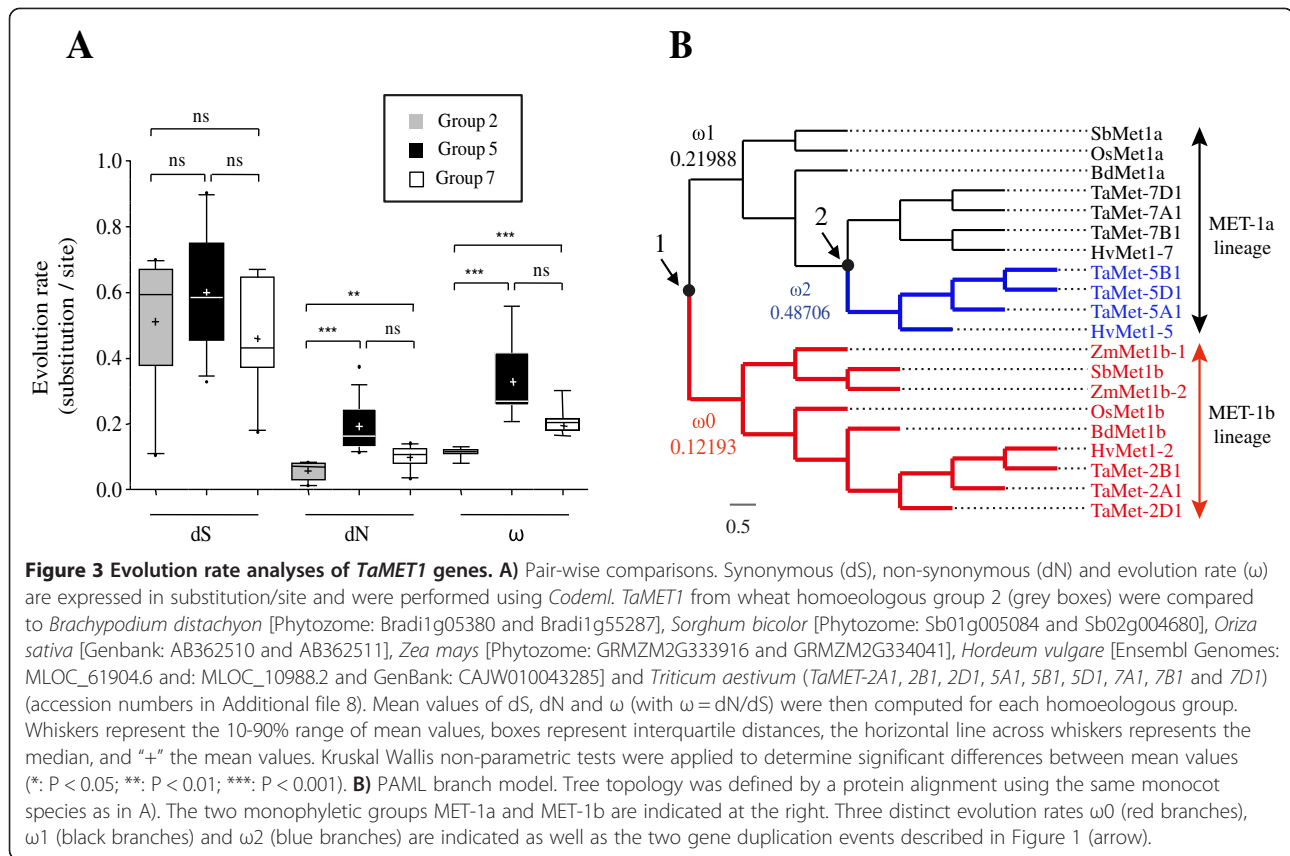 A
B
Group 2
Group 5
Group 7
ns
ns
ns
***
***
**
ns
***
ns
1.0
0.8
0.6
0.4
0.2
0.0
Evolution rate
(substitution / site)
dS
dN
ω
ω1
0.21988
1
2
ω2
0.48706
ω0
0.12193
0.5
SbMet1a
OsMet1a
BdMet1a
TaMet-7D1
TaMet-7A1
TaMet-7B1
HvMet1-7
TaMet-5B1
TaMet-5D1
TaMet-5A1
HvMet1-5
ZmMet1b-1
SbMet1b
ZmMet1b-2
OsMet1b
BdMet1b
HvMet1-2
TaMet-2B1
TaMet-2A1
TaMet-2D1
MET-1a
lineage
MET-1b
lineage
Figure 3 Evolution rate analyses of TaMET1 genes. A) Pair-wise comparisons. Synonymous (dS), non-synonymous (dN) and evolution rate (ω)
are expressed in substitution/site and were performed using Codeml. TaMET1 from wheat homoeologous group 2 (grey boxes) were compared
to Brachypodium distachyon [Phytozome: Bradi1g05380 and Bradi1g55287], Sorghum bicolor [Phytozome: Sb01g005084 and Sb02g004680], Oriza
sativa [Genbank: AB362510 and AB362511], Zea mays [Phytozome: GRMZM2G333916 and GRMZM2G334041], Hordeum vulgare [Ensembl Genomes:
MLOC_61904.6 and: MLOC_10988.2 and GenBank: CAJW010043285] and Triticum aestivum (TaMET-2A1, 2B1, 2D1, 5A1, 5B1, 5D1, 7A1, 7B1 and 7D1)
(accession numbers in Additional file 8). Mean values of dS, dN and ω (with ω = dN/dS) were then computed for each homoeologous group.
Whiskers represent the 10-90% range of mean values, boxes represent interquartile distances, the horizontal line across whiskers represents the
median, and “+” the mean values. Kruskal Wallis non-parametric tests were applied to determine significant differences between mean values
(*: P < 0.05; **: P < 0.01; ***: P < 0.001). B) PAML branch model. Tree topology was defined by a protein alignment using the same monocot
species as in A). The two monophyletic groups MET-1a and MET-1b are indicated at the right. Three distinct evolution rates ω0 (red branches),
ω1 (black branches) and ω2 (blue branches) are indicated as well as the two gene duplication events described in Figure 1 (arrow).